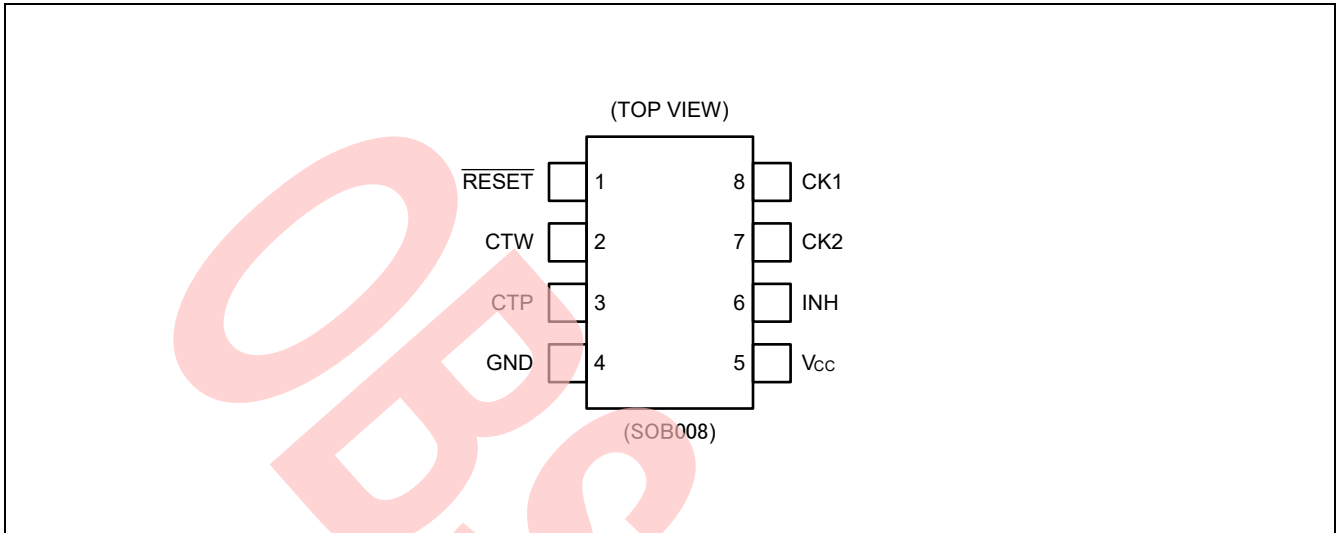 (TOP VIEW)
RESET 1 8 CK1
CTW 2 7 CK2
CTP 3 6 INH
GND 4 5 VCC
(SOB008)
OBS